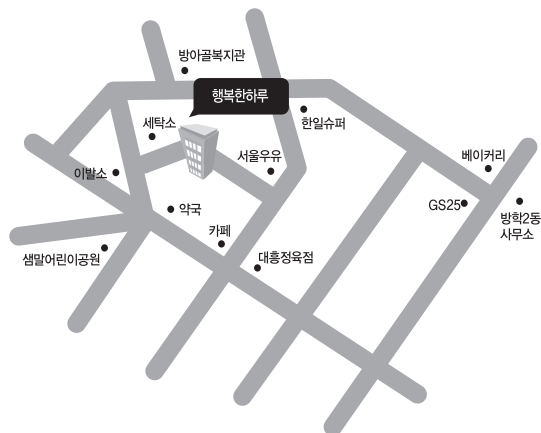 방아골복지관
행복한하루
한일슈퍼
세탁소
서울우유
베이커리
이발소
GS25
약국
방학2동
사무소
카페
샘말어린이공원
대흥정육점